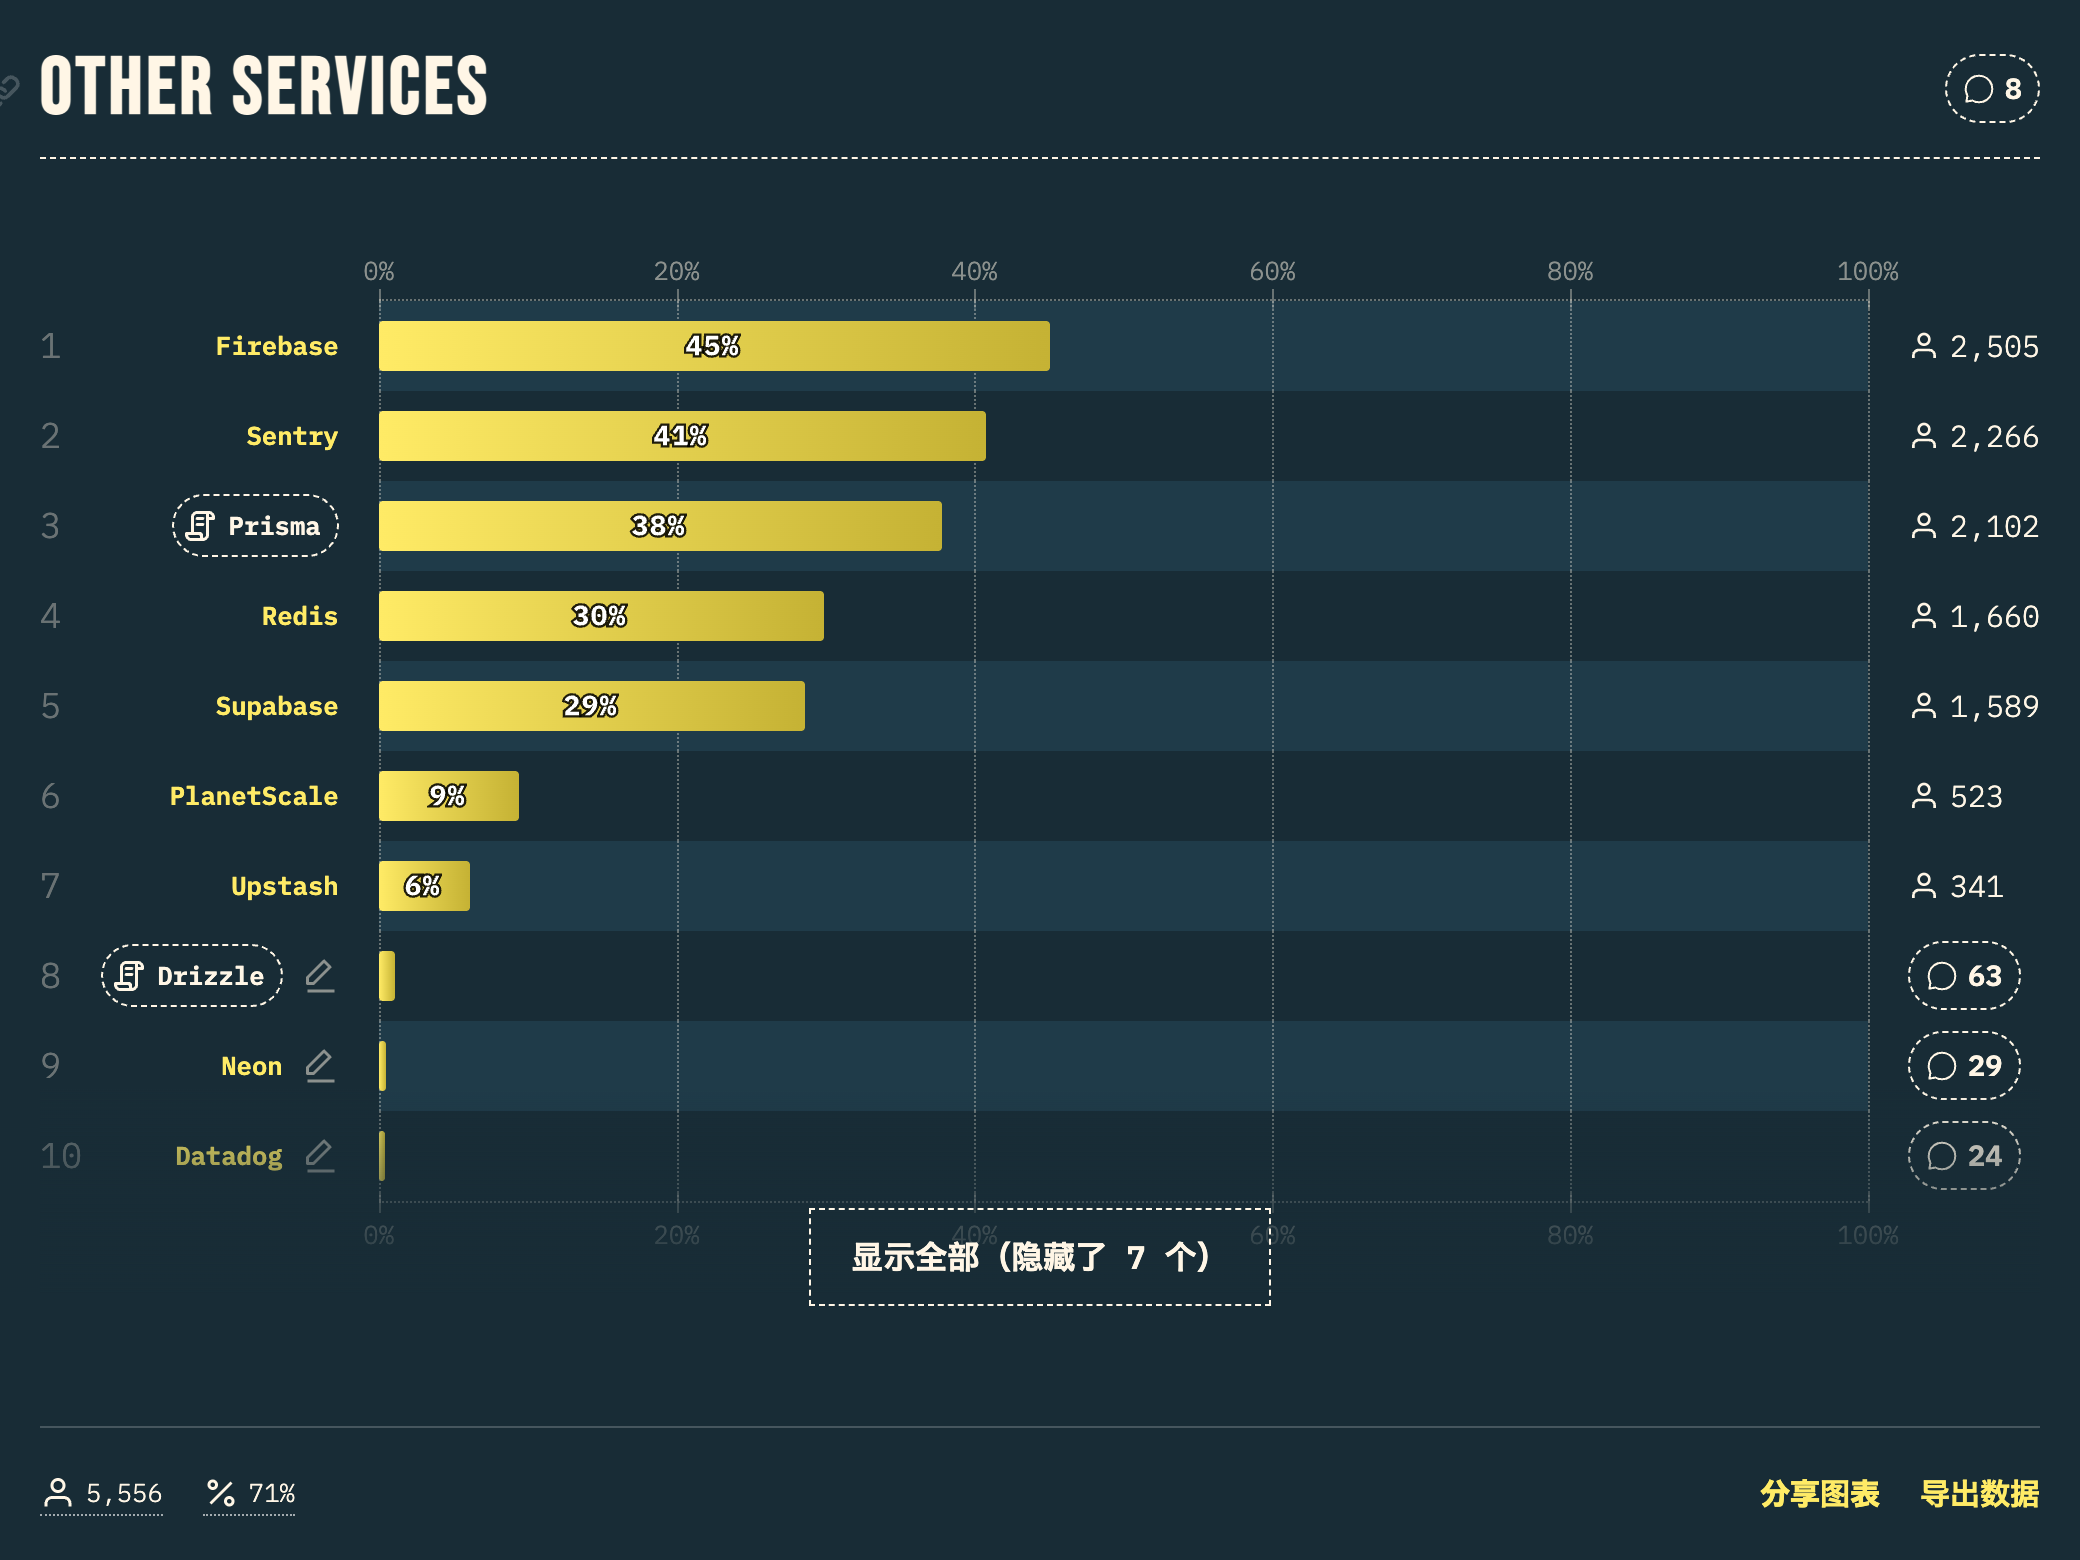 OTHER SERVICES
8
0% 20% 40% 60% 80% 100%
1 Firebase 45% 2,505
2 Sentry 41% 2,266
3 Prisma 38% 2,102
4 Redis 30% 1,660
5 Supabase 29% 1,589
6 PlanetScale 9% 523
7 Upstash 6% 341
8 Drizzle 63
9 Neon 29
10 Datadog 24
0% 20% 40% 60% 80% 100%
显示全部（隐藏了 7 个）
5,556 71% 分享图表 导出数据